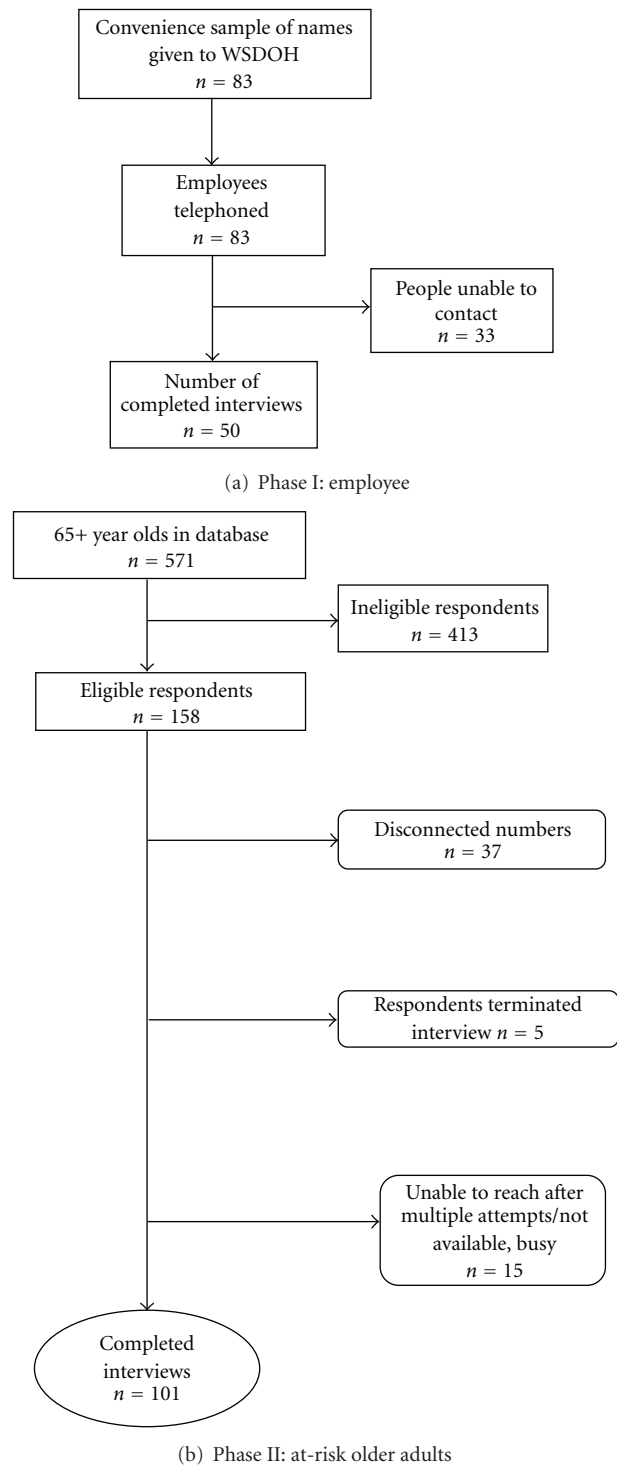 Convenience sample of names
given to WSDOH
n = 83
Employees
telephoned
n = 83
People unable to
contact
n = 33
Number of
completed interviews
n = 50
(a) Phase I: employee
65+ year olds in database
n = 571
Ineligible respondents
n = 413
Eligible respondents
n = 158
Disconnected numbers
n = 37
Respondents terminated
interview n = 5
Unable to reach after
multiple attempts/not
available, busy
n = 15
Completed
interviews
n = 101
(b) Phase II: at-risk older adults